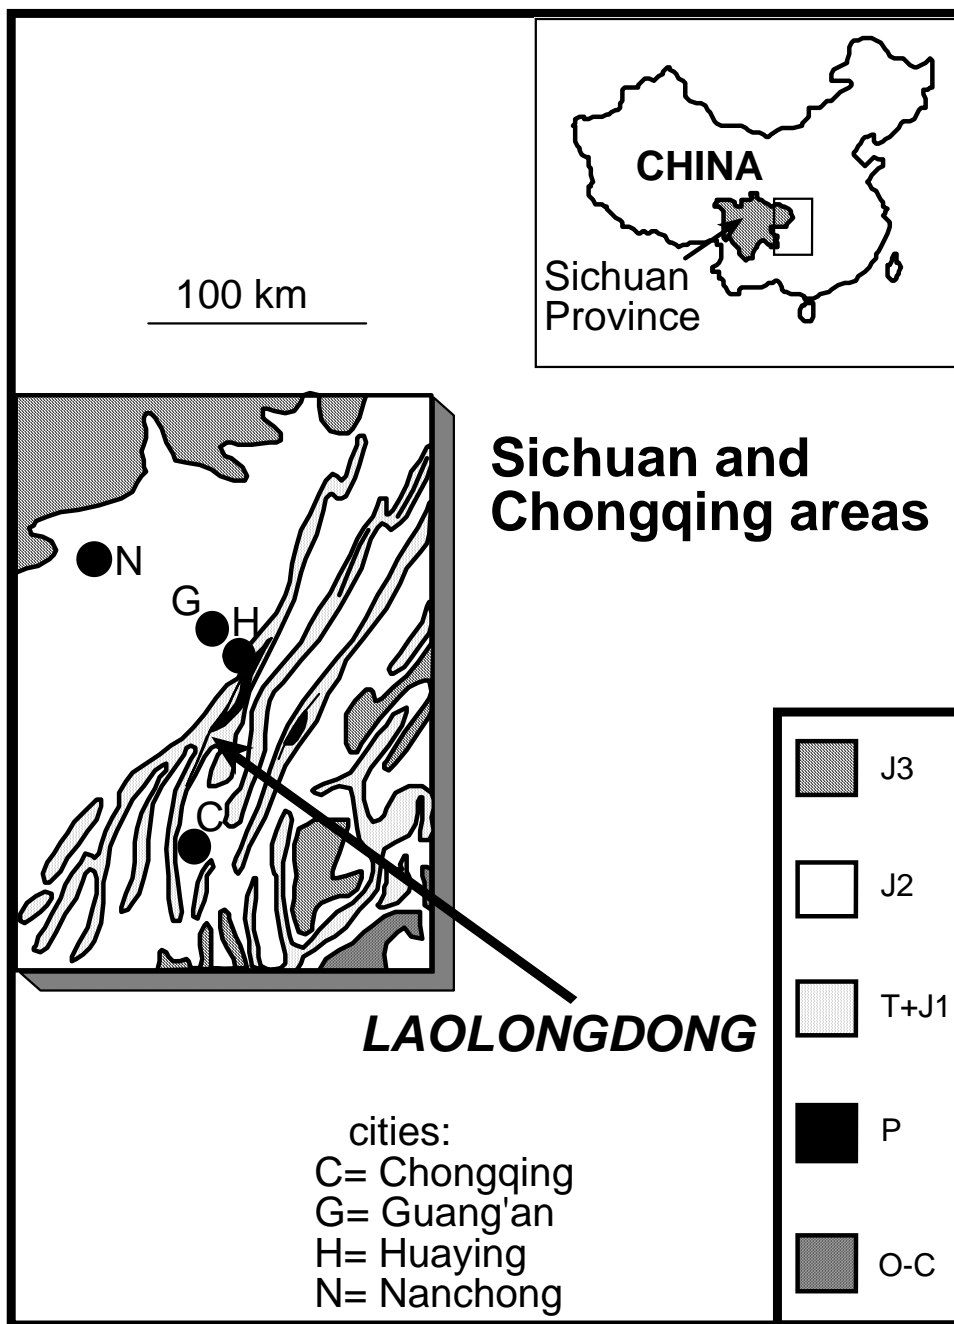 CHINA
Sichuan
Province
100 km
Sichuan and
Chongqing areas
N
G
H
C
LAOLONGDONG
J3
J2
T+J1
P
O-C
cities:
C= Chongqing
G= Guang'an
H= Huaying
N= Nanchong